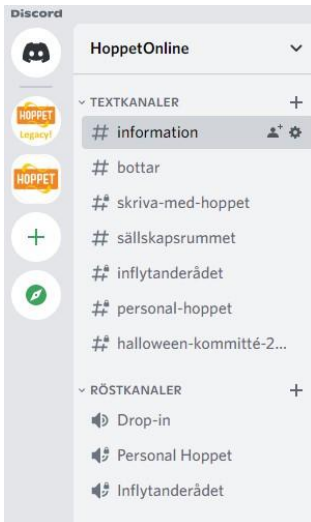 Discord
HoppetOnline
TEXTKANALER
HOPPET
Legacy!
information
HOPPET
bottar
skriva-med-hoppet
sällskapsrummet
inflytanderådet
personal-hoppet
halloween-kommitté-2...
RÖSTKANALER
Drop-in
Personal Hoppet
Inflytanderådet